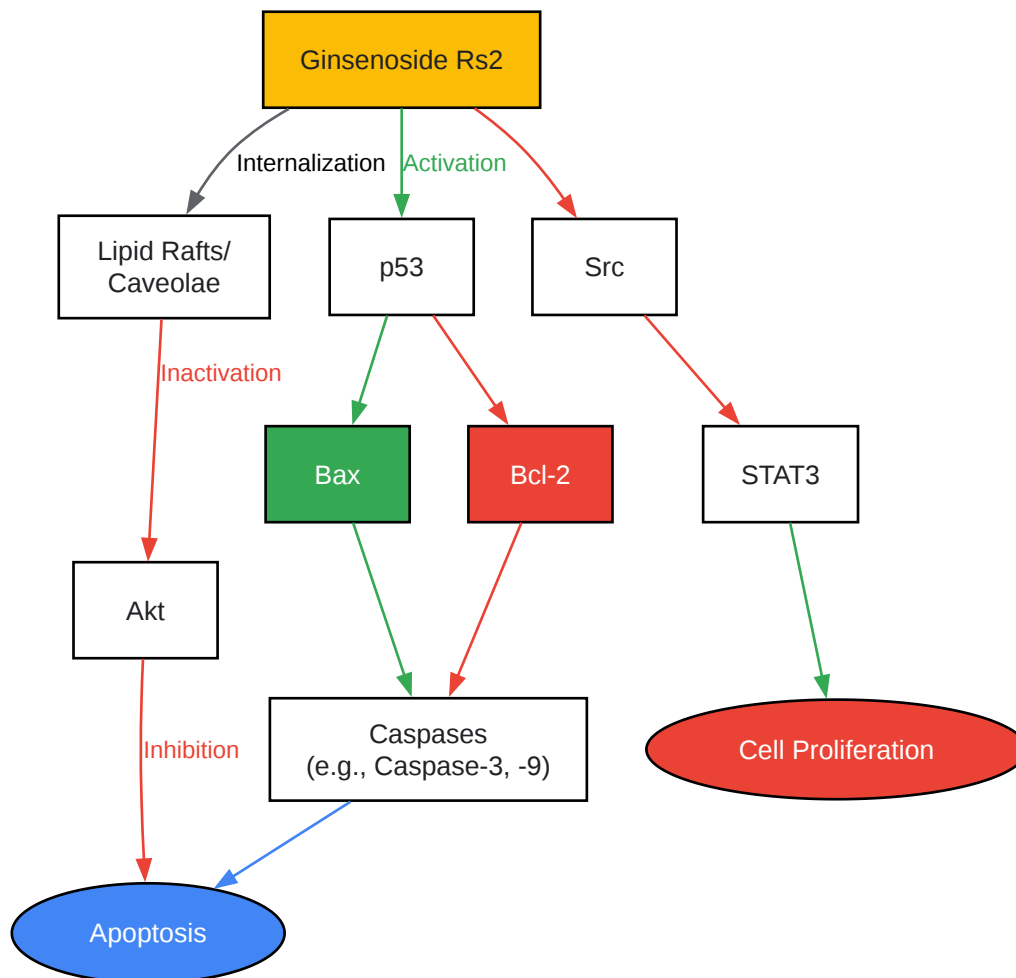 Ginsenoside Rs2
Internalization
Activation
Lipid Rafts/
Caveolae
p53
Src
Inactivation
Bax
Bcl-2
STAT3
Akt
Inhibition
Caspases
(e.g., Caspase-3, -9)
Cell Proliferation
Apoptosis